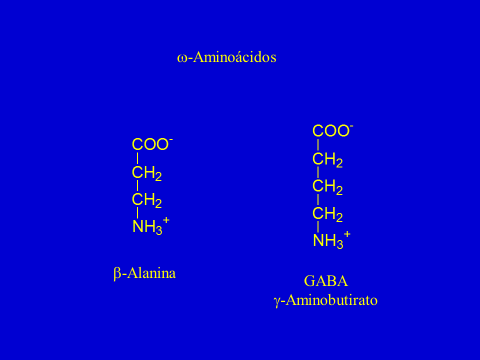 ω-Aminoácidos
COO-
CH2
CH2
NH3+
β-Alanina
COO-
CH2
CH2
CH2
NH3+
GABA
γ-Aminobutirato